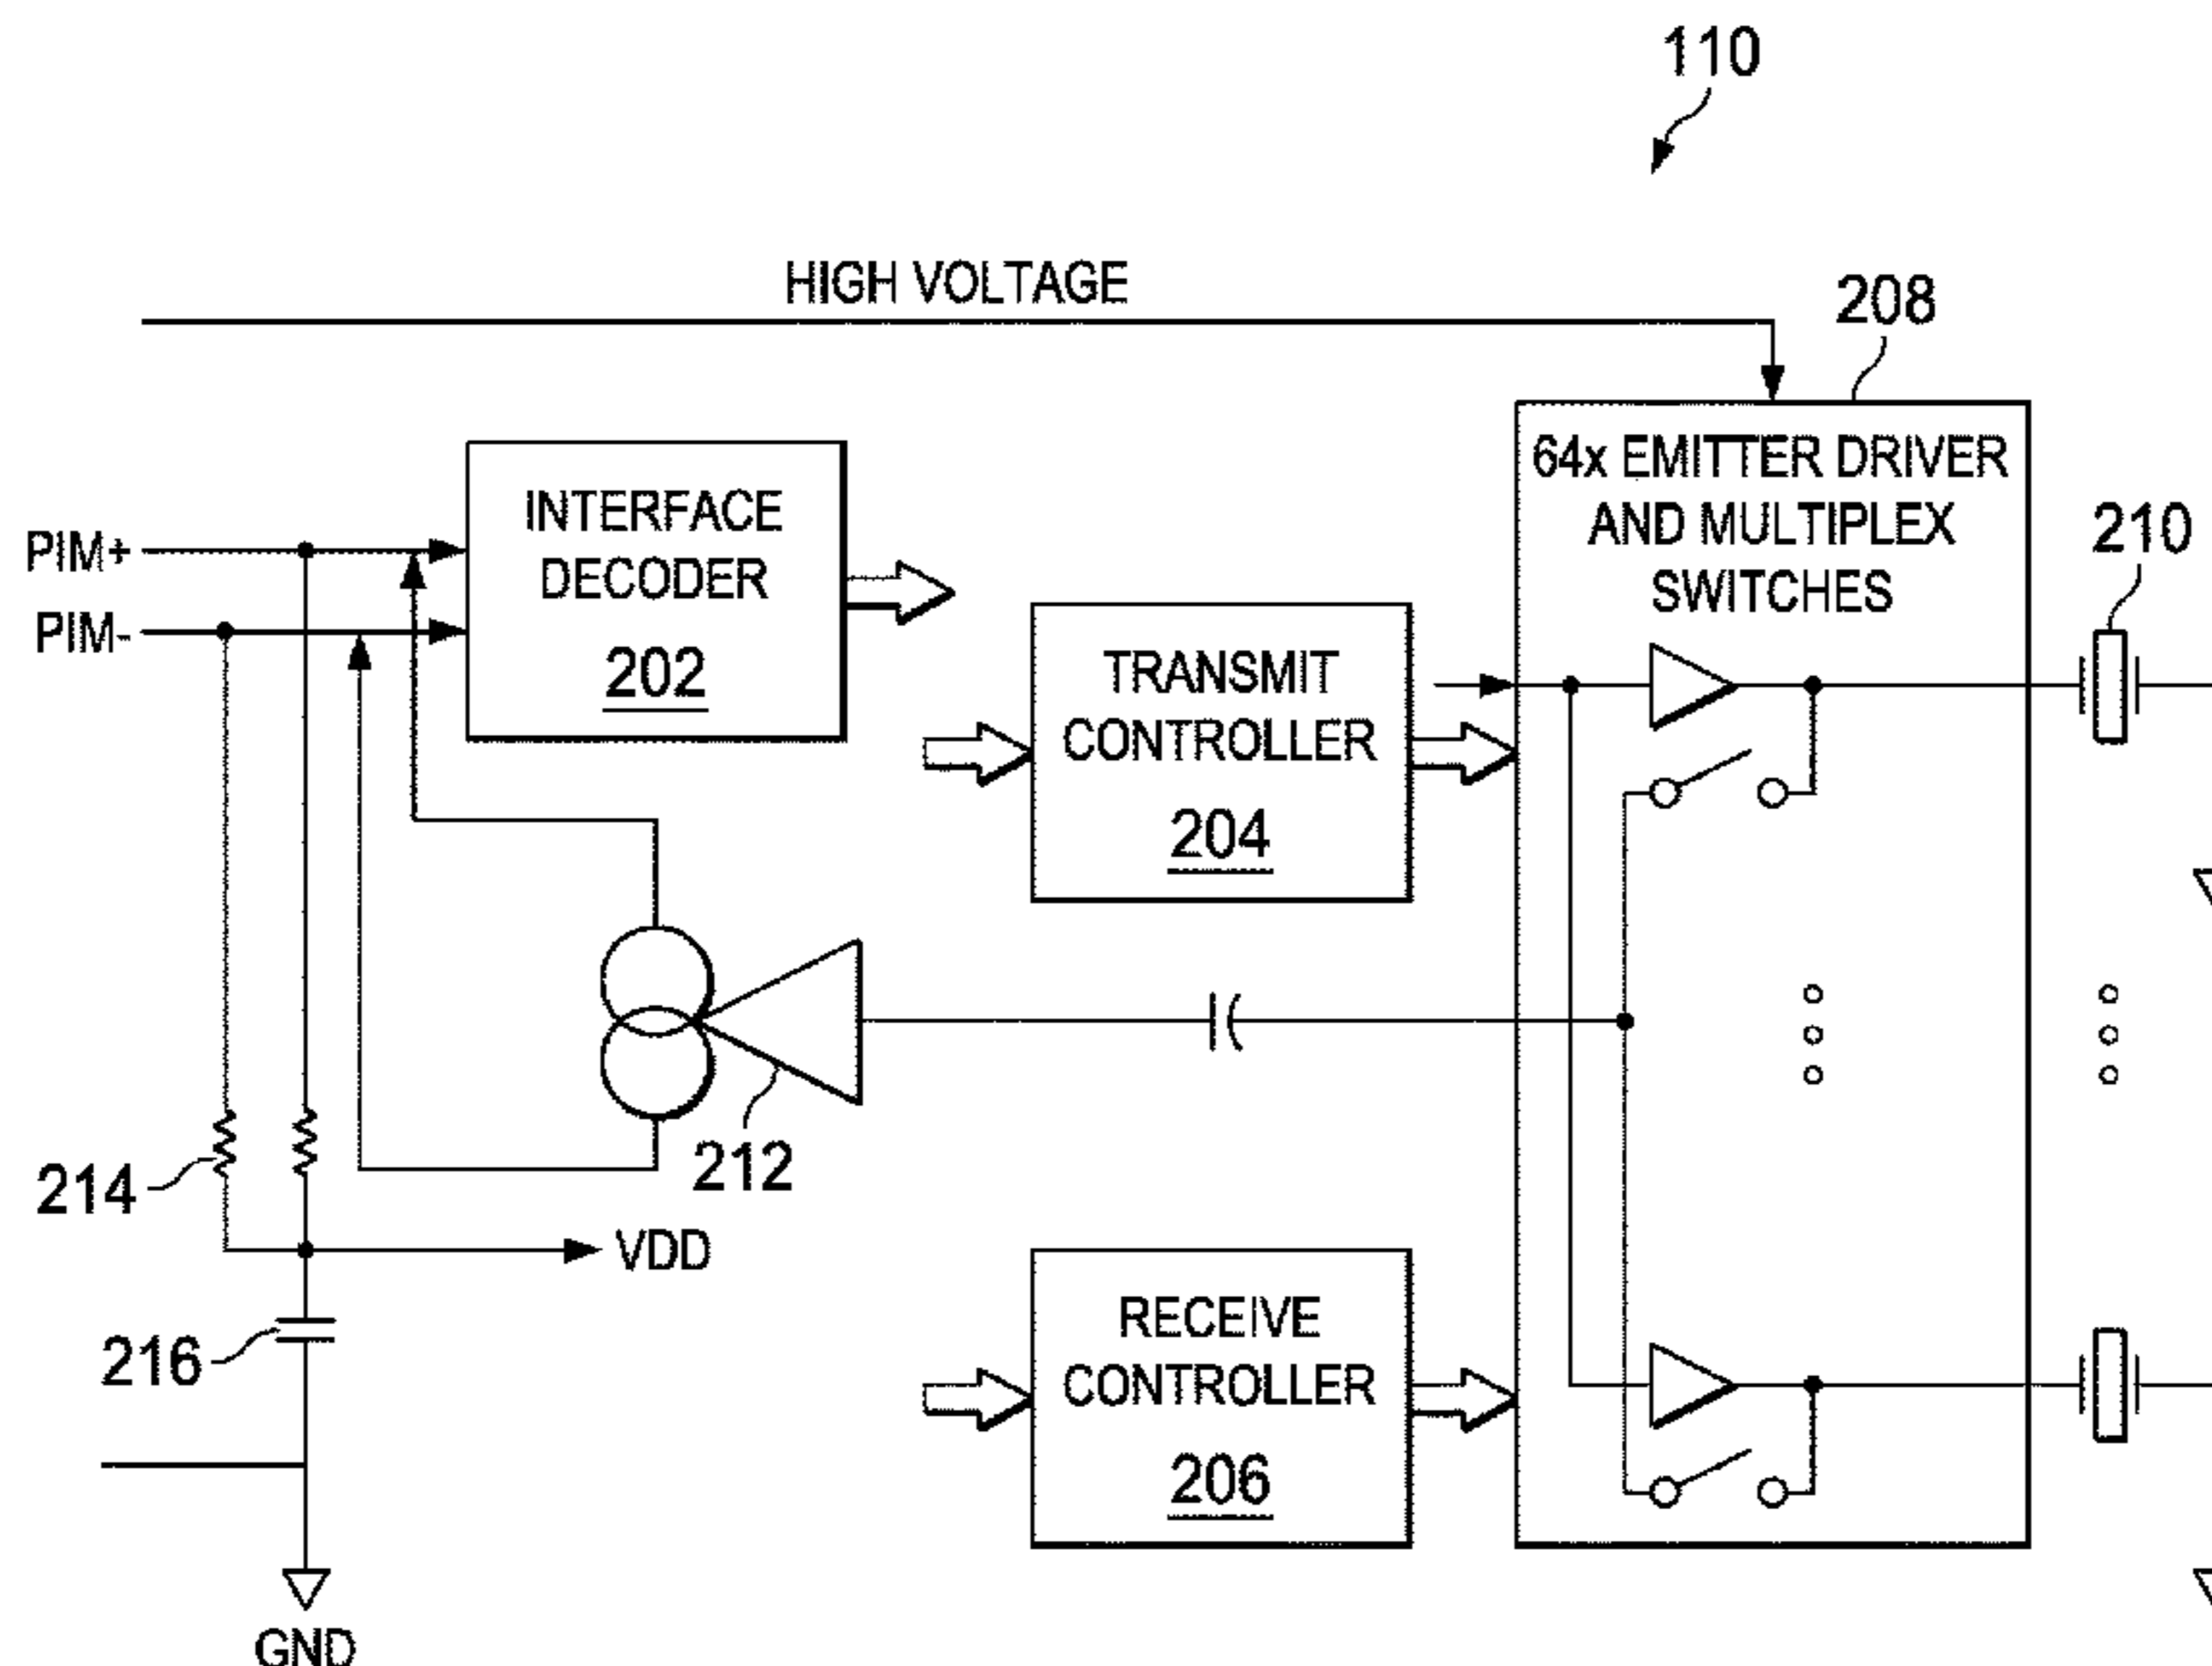 110
HIGH VOLTAGE
208
64x EMITTER DRIVER
AND MULTIPLEX
SWITCHES
210
INTERFACE
DECODER
202
PIM+
PIM-
TRANSMIT
CONTROLLER
204
212
214
VDD
216
RECEIVE
CONTROLLER
206
GND